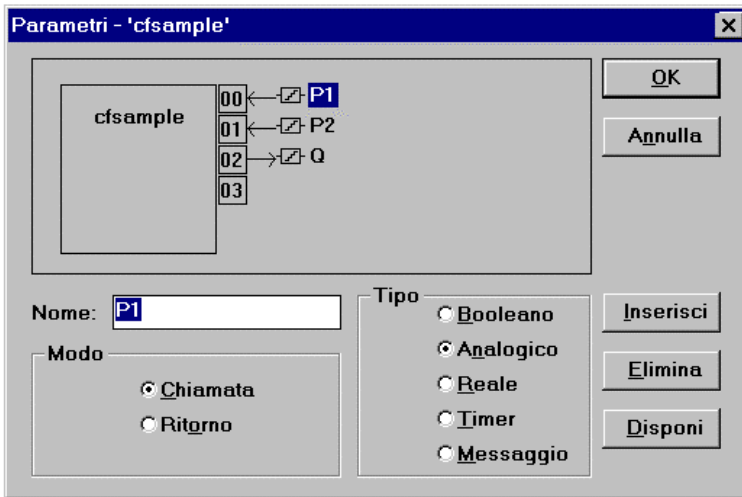 Parametri - 'cfsample'
cfsample
00 P1
01 P2
02 Q
03
OK
Annulla
Nome: P1
Modo
Chiamata
Ritorno
Tipo
Booleano
Analogico
Reale
Timer
Messaggio
Inserisci
Elimina
Disponi